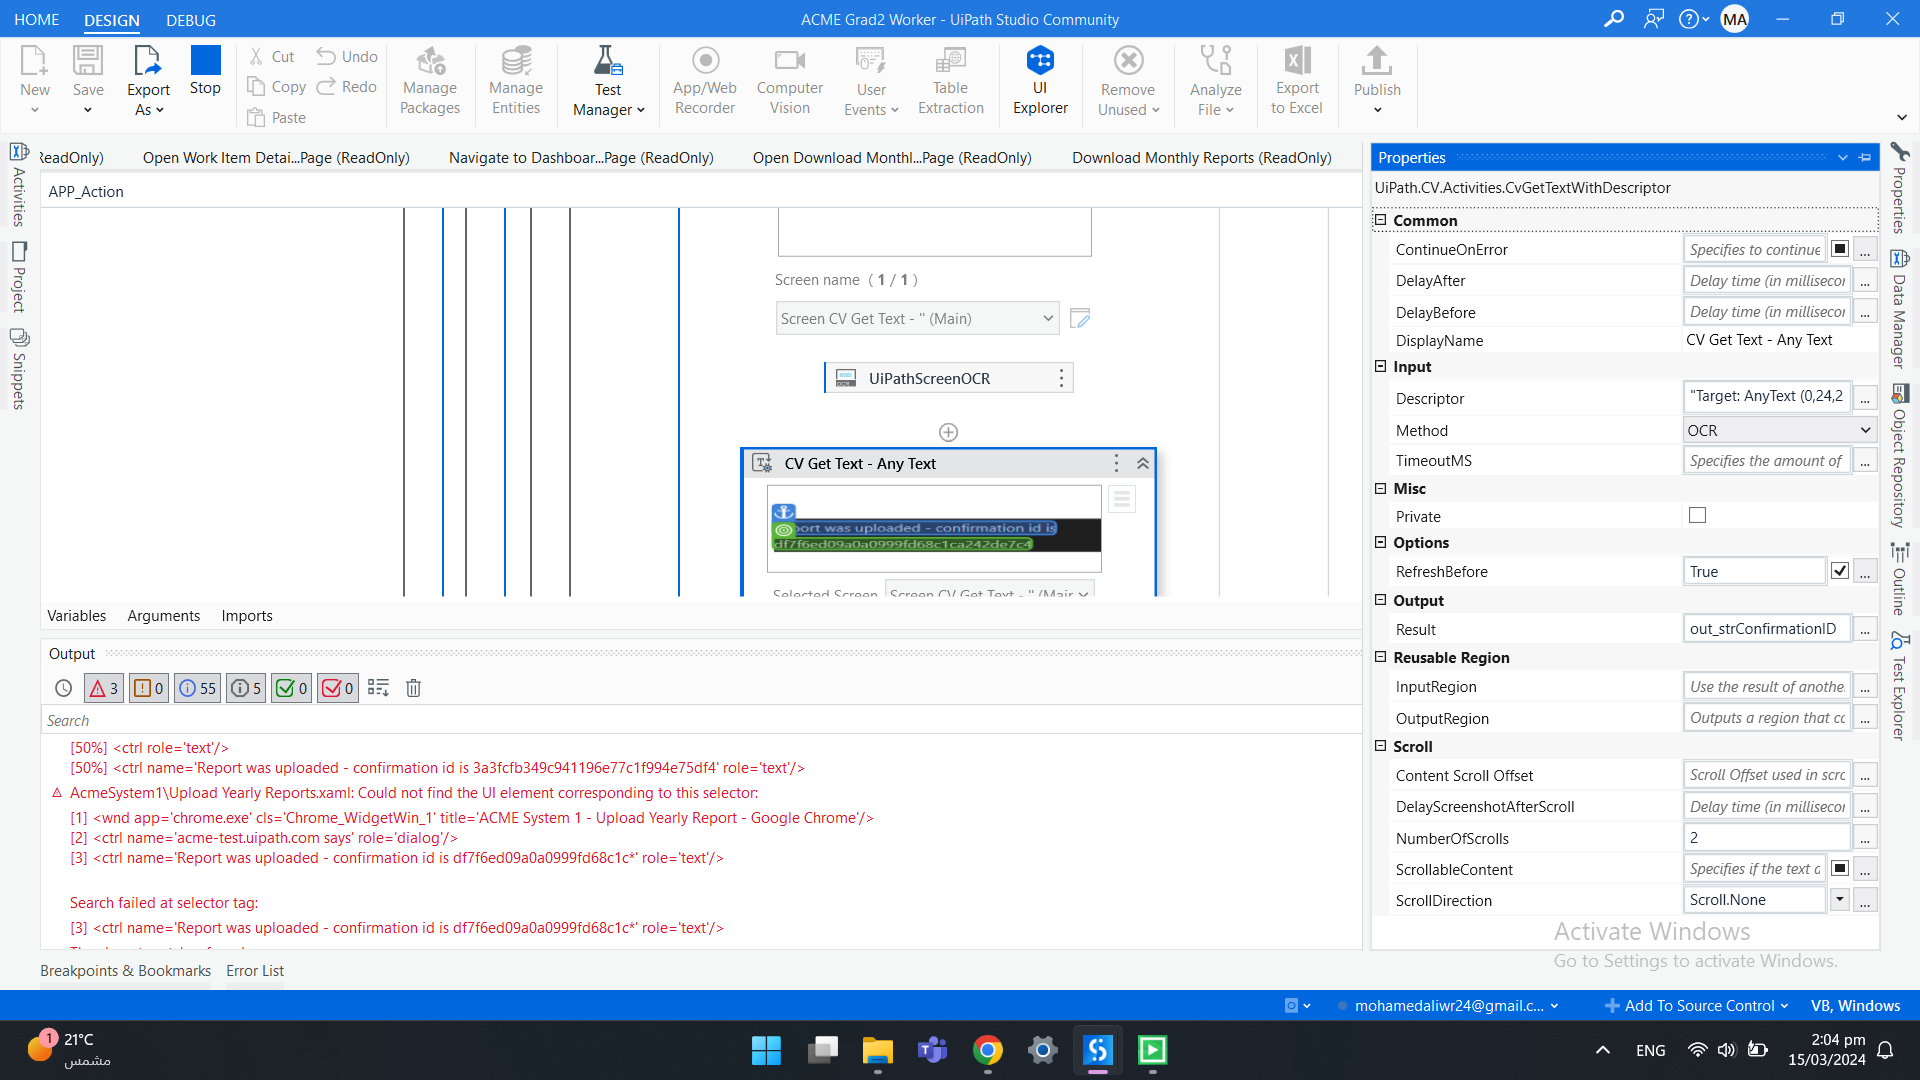 HOME DESIGN DEBUG ACME Grad2 Worker - UiPath Studio Community MA
New Save Export As Stop Cut Copy Paste Undo Redo Manage Packages Manage Entities Test Manager App/Web Recorder Computer Vision User Events Table Extraction UI Explorer Remove Unused Analyze File Export to Excel Publish
ReadOnly) Open Work Item Detai...Page (ReadOnly) Navigate to Dashboar...Page (ReadOnly) Open Download Monthl...Page (ReadOnly) Download Monthly Reports (ReadOnly)
Activities
Project
Snippets
APP_Action
Screen name ( 1 / 1 )
Screen CV Get Text - '' (Main)
UiPathScreenOCR
CV Get Text - Any Text
port was uploaded - confirmation id is
df7f6ed09a0a0999fd68c1ca242de7c4
Selected Screen Screen CV Get Text - '' (Mair
Variables Arguments Imports
Output
3 0 55 5 0 0
Search
[50%] <ctrl role='text'/>
[50%] <ctrl name='Report was uploaded - confirmation id is 3a3fcfb349c941196e77c1f994e75df4' role='text'/>
AcmeSystem1\Upload Yearly Reports.xaml: Could not find the UI element corresponding to this selector:
[1] <wnd app='chrome.exe' cls='Chrome_WidgetWin_1' title='ACME System 1 - Upload Yearly Report - Google Chrome'/>
[2] <ctrl name='acme-test.uipath.com says' role='dialog'/>
[3] <ctrl name='Report was uploaded - confirmation id is df7f6ed09a0a0999fd68c1c*' role='text'/>
Search failed at selector tag:
[3] <ctrl name='Report was uploaded - confirmation id is df7f6ed09a0a0999fd68c1c*' role='text'/>
Breakpoints & Bookmarks Error List
Properties
UiPath.CV.Activities.CvGetTextWithDescriptor
Common
ContinueOnError Specifies to continue ...
DelayAfter Delay time (in millisecor ...
DelayBefore Delay time (in millisecor ...
DisplayName CV Get Text - Any Text
Input
Descriptor "Target: AnyText (0,24,2 ...
Method OCR
TimeoutMS Specifies the amount of ...
Misc
Private
Options
RefreshBefore True ...
Output
Result out_strConfirmationID ...
Reusable Region
InputRegion Use the result of anothe. ...
OutputRegion Outputs a region that cc ...
Scroll
Content Scroll Offset Scroll Offset used in scrc ...
DelayScreenshotAfterScroll Delay time (in millisecor ...
NumberOfScrolls 2 ...
ScrollableContent Specifies if the text c ...
ScrollDirection Scroll.None ...
Properties
Data Manager
Object Repository
Outline
Test Explorer
Activate Windows
Go to Settings to activate Windows.
mohamedaliwr24@gmail.c... Add To Source Control VB, Windows
1 21°C
مشمس
ENG 2:04 pm
15/03/2024